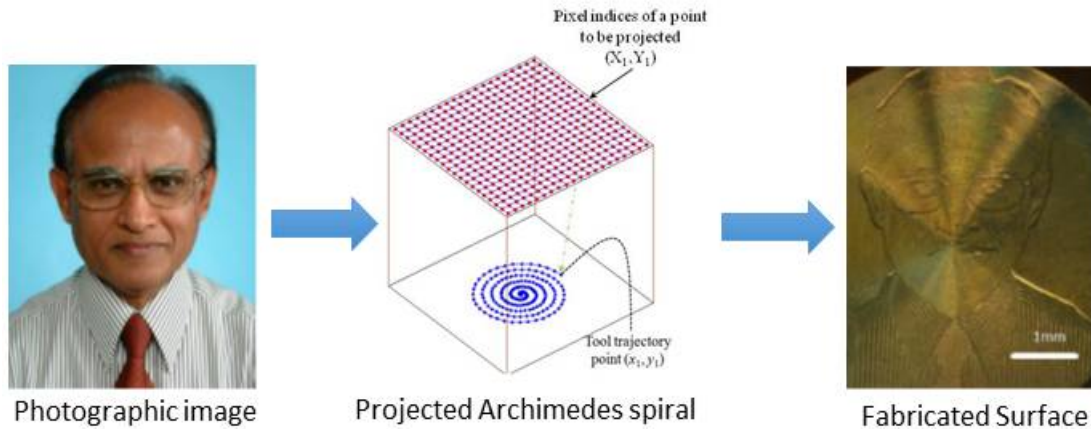 Pixel indices of a point
to be projected
(X₁,Y₁)
Tool trajectory
point (x₁,y₁)
1mm
Photographic image
Projected Archimedes spiral
Fabricated Surface